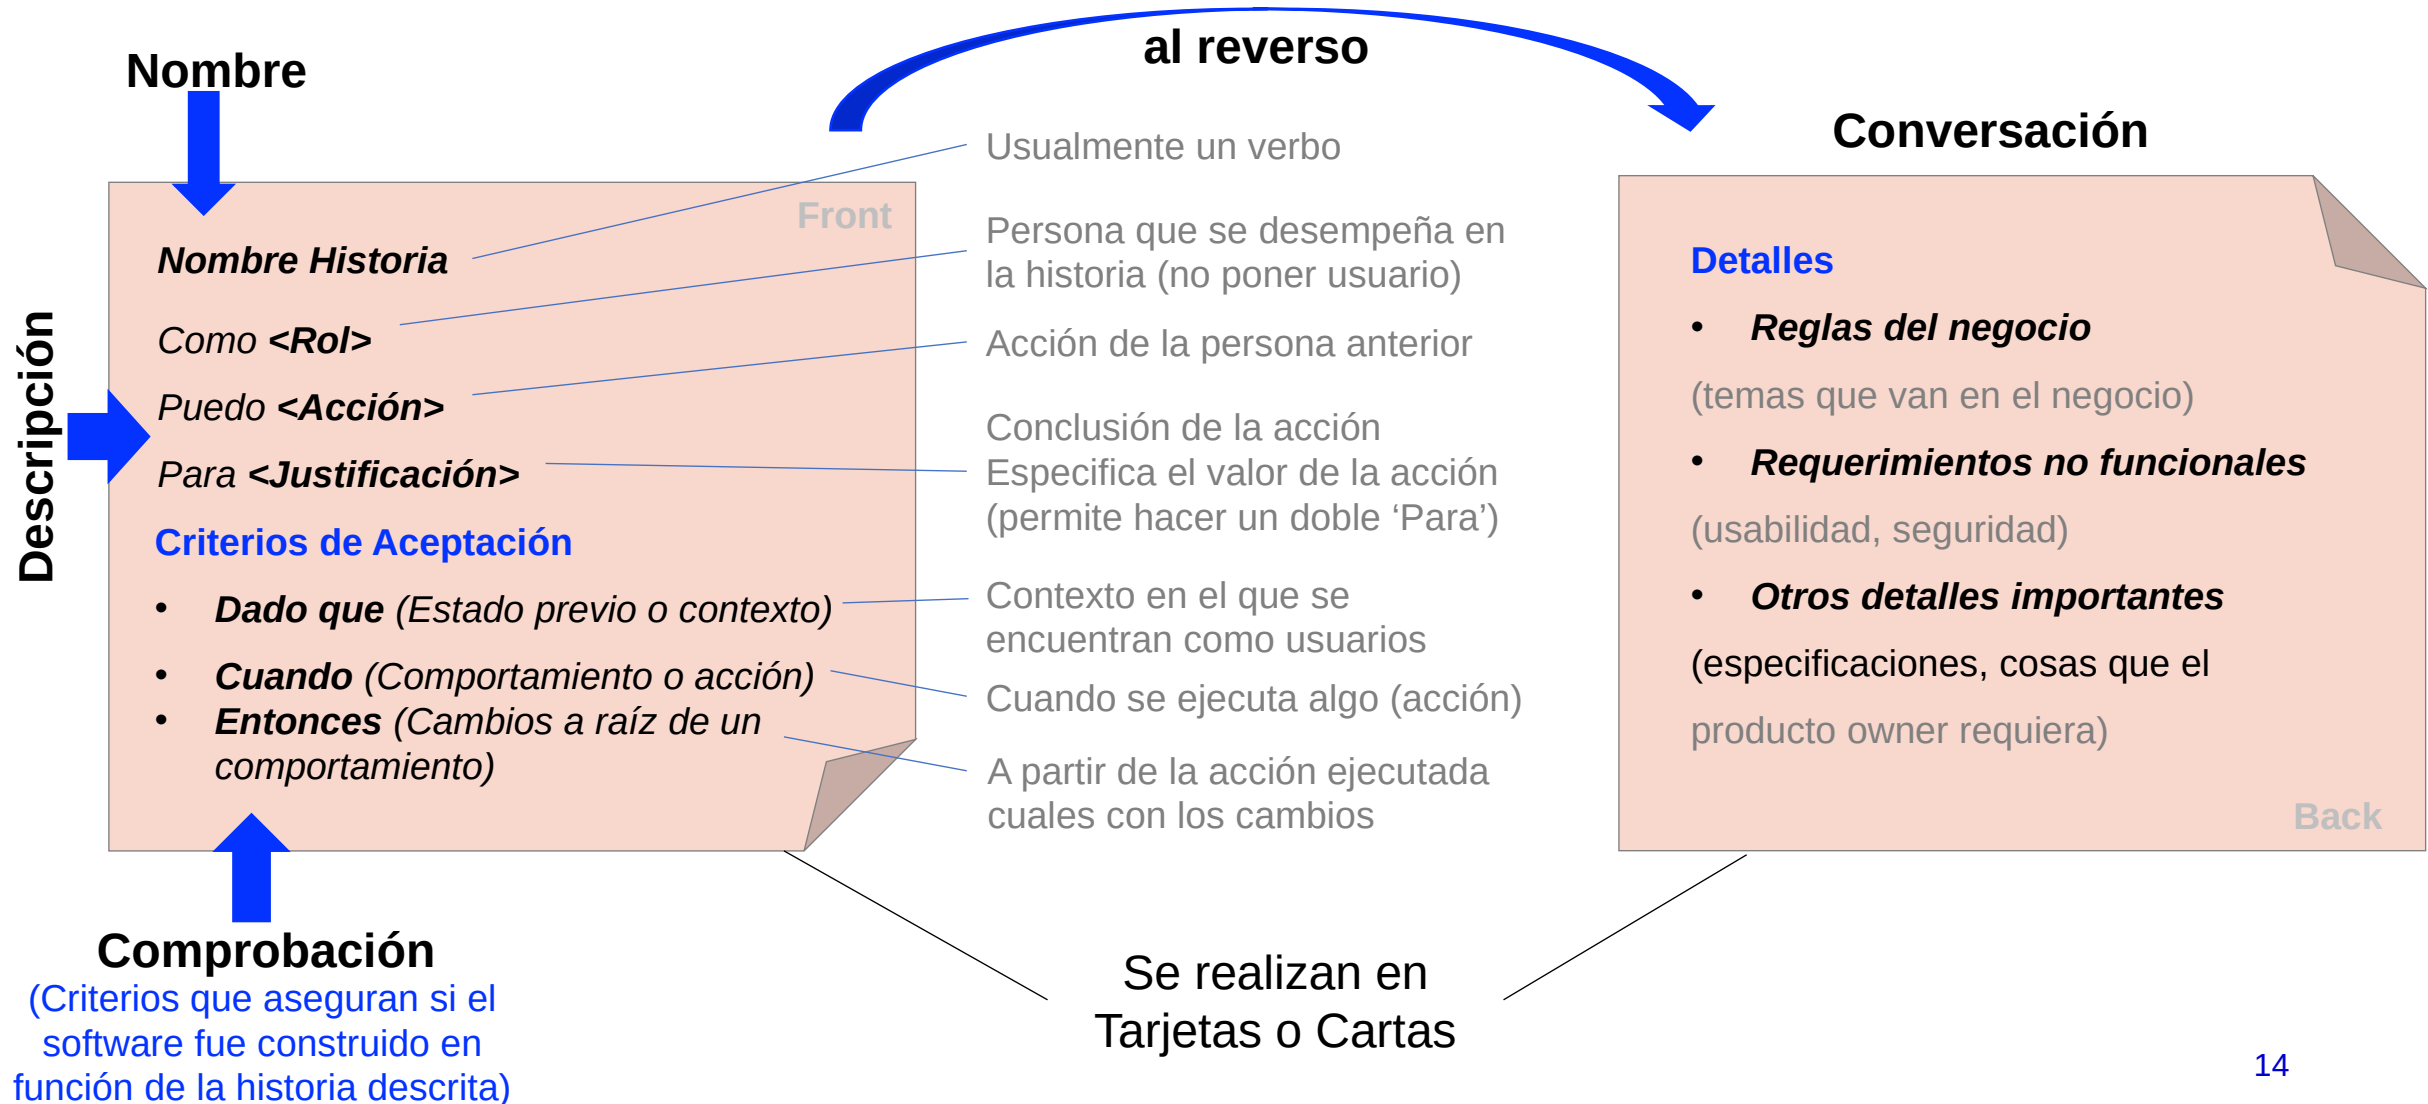 al reverso
Nombre
Conversación
Descripción
Front
Nombre Historia
Como <Rol>
Puedo <Acción>
Para <Justificación>
Criterios de Aceptación
• Dado que (Estado previo o contexto)
• Cuando (Comportamiento o acción)
• Entonces (Cambios a raíz de un
comportamiento)
Usualmente un verbo
Persona que se desempeña en
la historia (no poner usuario)
Acción de la persona anterior
Conclusión de la acción
Especifica el valor de la acción
(permite hacer un doble ‘Para’)
Contexto en el que se
encuentran como usuarios
Cuando se ejecuta algo (acción)
A partir de la acción ejecutada
cuales con los cambios
Detalles
• Reglas del negocio
(temas que van en el negocio)
• Requerimientos no funcionales
(usabilidad, seguridad)
• Otros detalles importantes
(especificaciones, cosas que el
producto owner requiera)
Back
Comprobación
(Criterios que aseguran si el
software fue construido en
función de la historia descrita)
Se realizan en
Tarjetas o Cartas
14